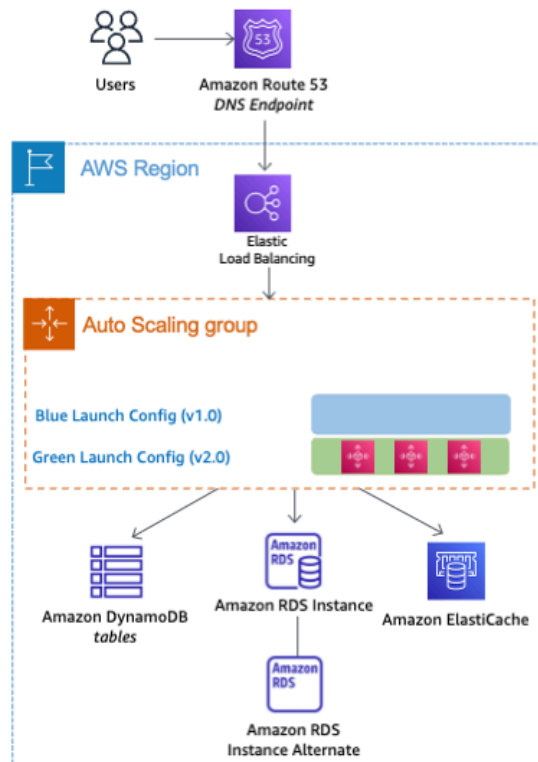 53
Users
Amazon Route 53
DNS Endpoint
AWS Region
Elastic
Load Balancing
Auto Scaling group
Blue Launch Config (v1.0)
Green Launch Config (v2.0)
Amazon
RDS
Amazon DynamoDB
tables
Amazon RDS Instance
Amazon ElastiCache
Amazon
RDS
Amazon RDS
Instance Alternate